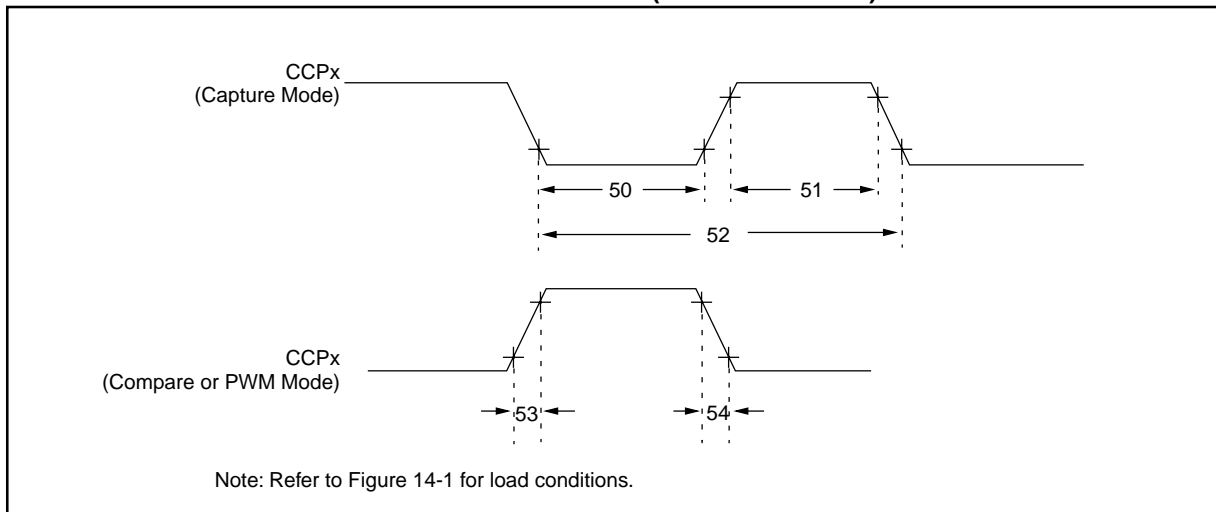 CCPx
(Capture Mode)
50
51
52
CCPx
(Compare or PWM Mode)
53
54
Note: Refer to Figure 14-1 for load conditions.